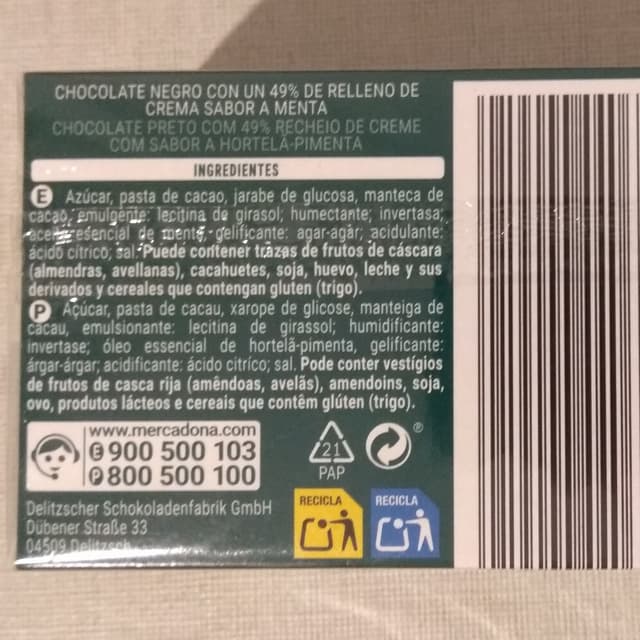 CHOCOLATE NEGRO CON UN 49% DE RELLENO DE
CREMA SABOR A MENTA
CHOCOLATE PRETO COM 49% RECHEIO DE CREME
COM SABOR A HORTELÃ-PIMENTA
INGREDIENTES
E Azúcar, pasta de cacao, jarabe de glucosa, manteca de
cacao, emulgente: lecitina de girasol; humectante; invertasa;
aceite esencial de menta, gelificante: agar-agar; acidulante:
ácido cítrico; sal. Puede contener trazas de frutos de cáscara
(almendras, avellanas), cacahuetes, soja, huevo, leche y sus
derivados y cereales que contengan gluten (trigo).
P Açúcar, pasta de cacau, xarope de glicose, manteiga de
cacau, emulsionante: lecitina de girassol; humidificante:
invertase; óleo essencial de hortelã-pimenta, gelificante:
árgar-árgar; acidificante: ácido cítrico; sal. Pode conter vestígios
de frutos de casca rija (amêndoas, avelãs), amendoins, soja,
ovo, produtos lácteos e cereais que contêm glúten (trigo).
www.mercadona.com
E 900 500 103
P 800 500 100
21
PAP
®
Delitzscher Schokoladenfabrik GmbH
Dübener Straße 33
04509 Delitzsch
RECICLA
RECICLA